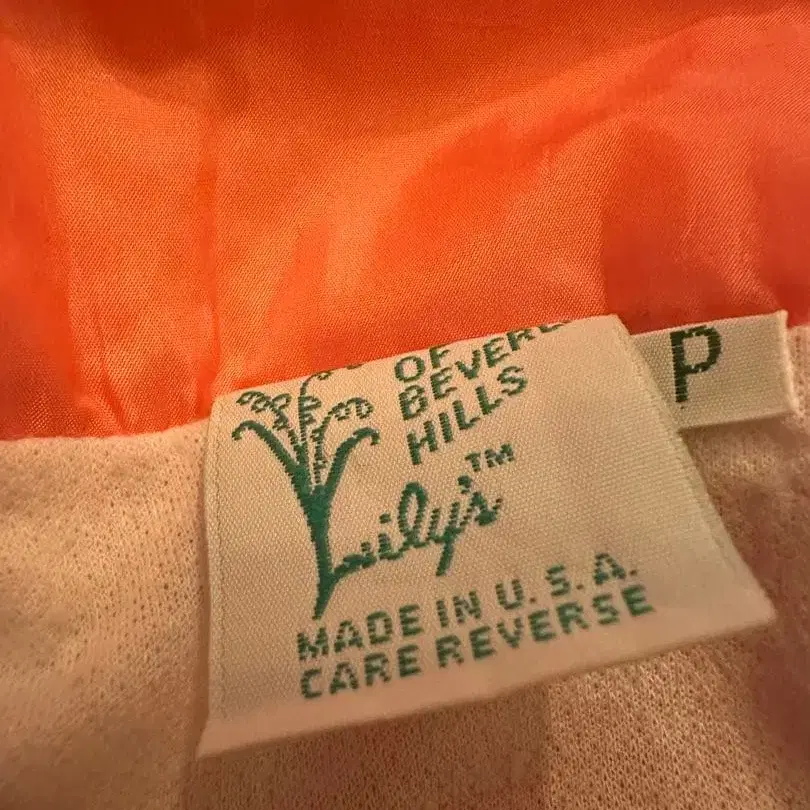 OF
BEVERL
HILLS
Lily's™
MADE IN U.S.A.
CARE REVERSE
P